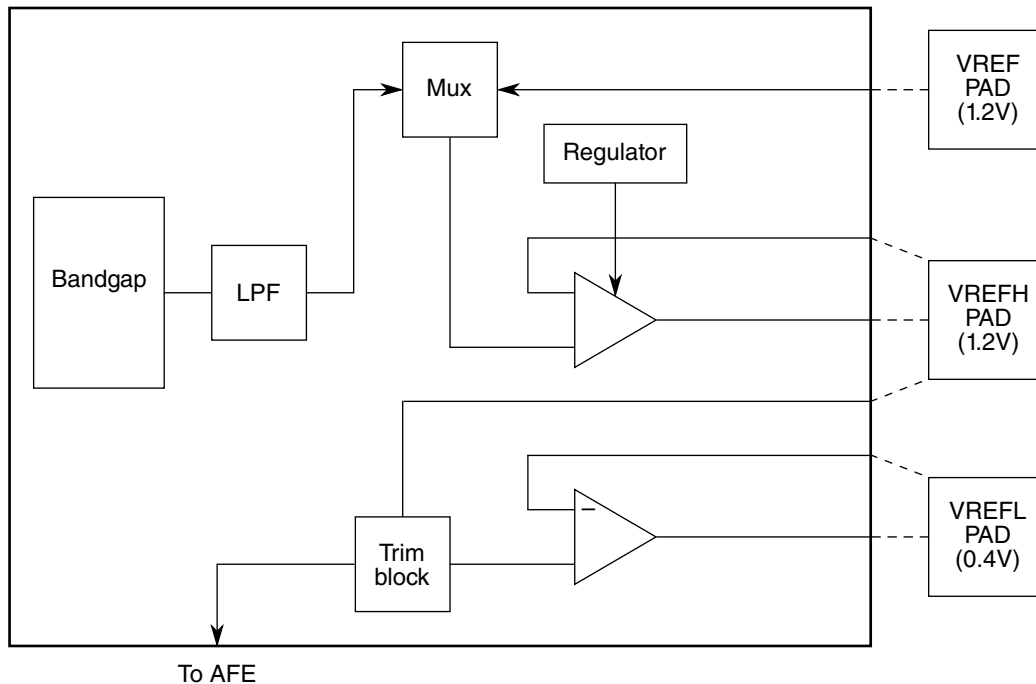 Mux
VREF
PAD
(1.2V)
Regulator
Bandgap
LPF
VREFH
PAD
(1.2V)
Trim
block
VREFL
PAD
(0.4V)
To AFE